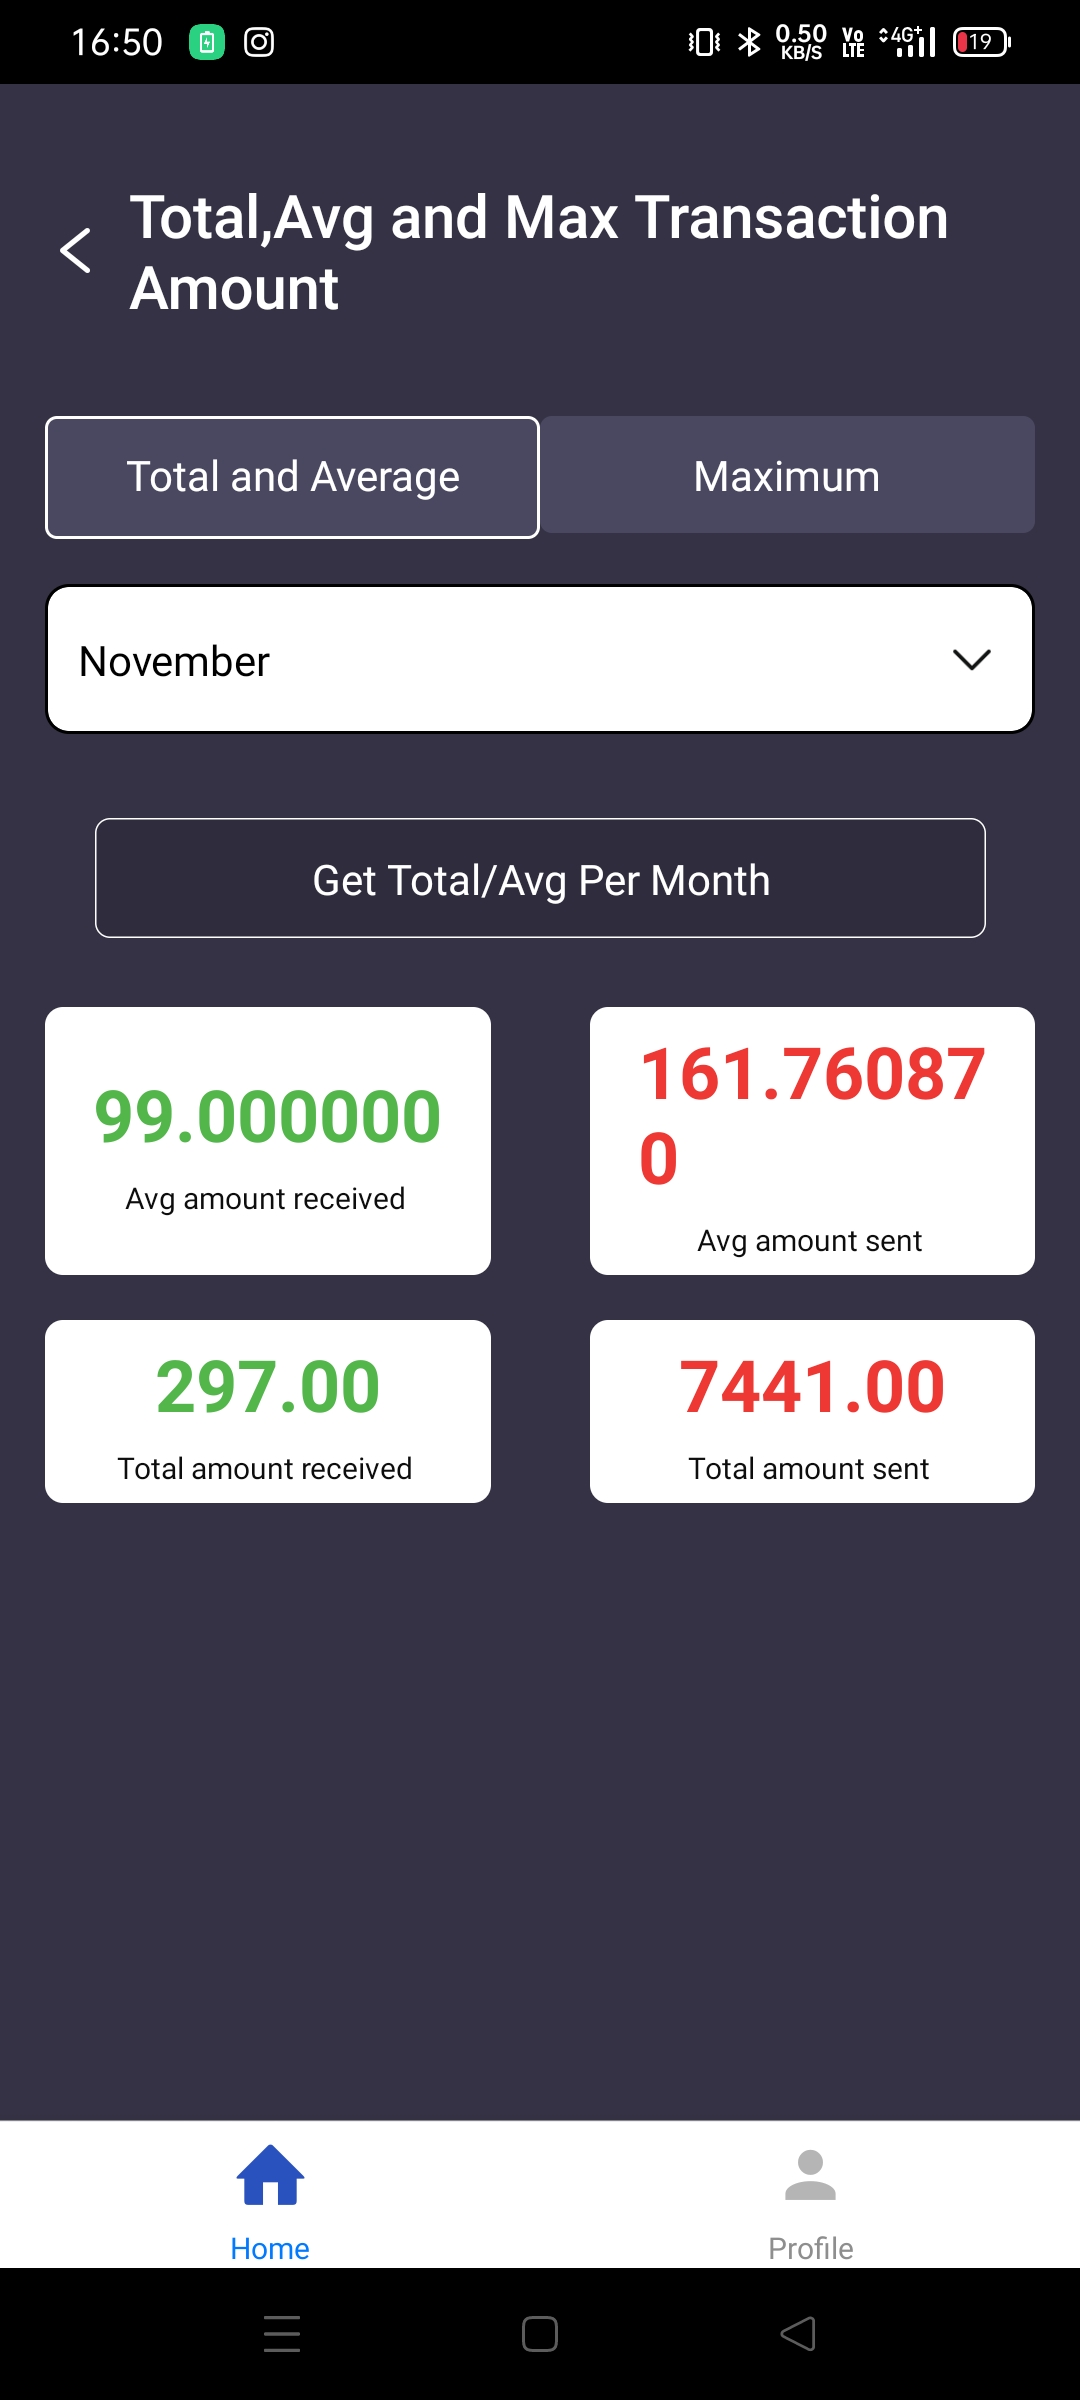 16:50 0.50 KB/S Vo LTE 4G+ 19
Total,Avg and Max Transaction
Amount
Total and Average Maximum
November
Get Total/Avg Per Month
99.000000
Avg amount received
161.76087
0
Avg amount sent
297.00
Total amount received
7441.00
Total amount sent
Home Profile